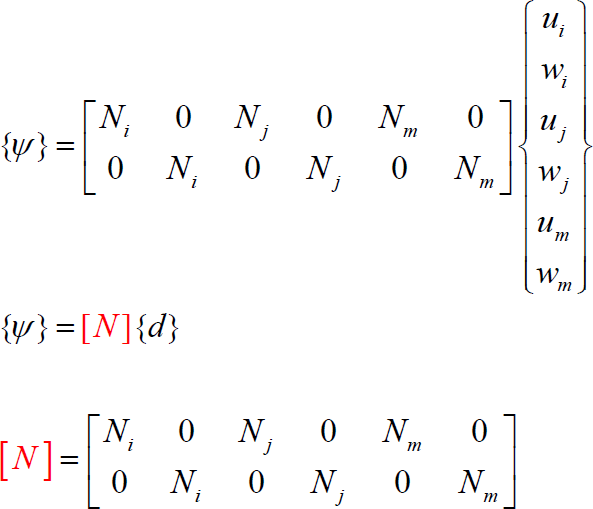 {ψ} = [N_i 0 N_j 0 N_m 0; 0 N_i 0 N_j 0 N_m] {u_i; w_i; u_j; w_j; u_m; w_m}
{ψ} = [N]{d}
[N] = [N_i 0 N_j 0 N_m 0; 0 N_i 0 N_j 0 N_m]